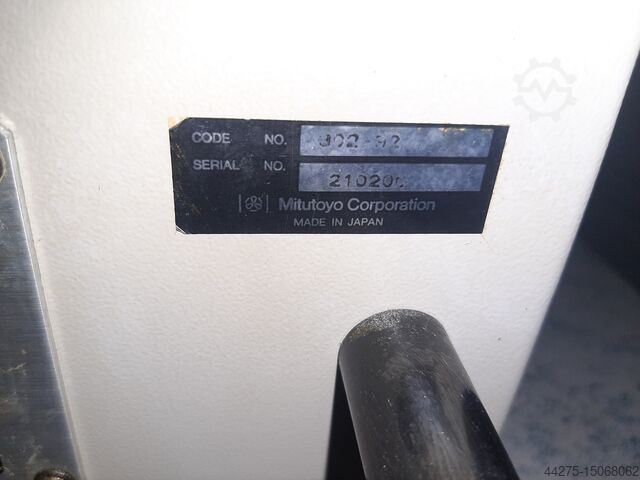 CODE NO.
SERIAL NO.
Mitutoyo Corporation
MADE IN JAPAN
44275-15068062